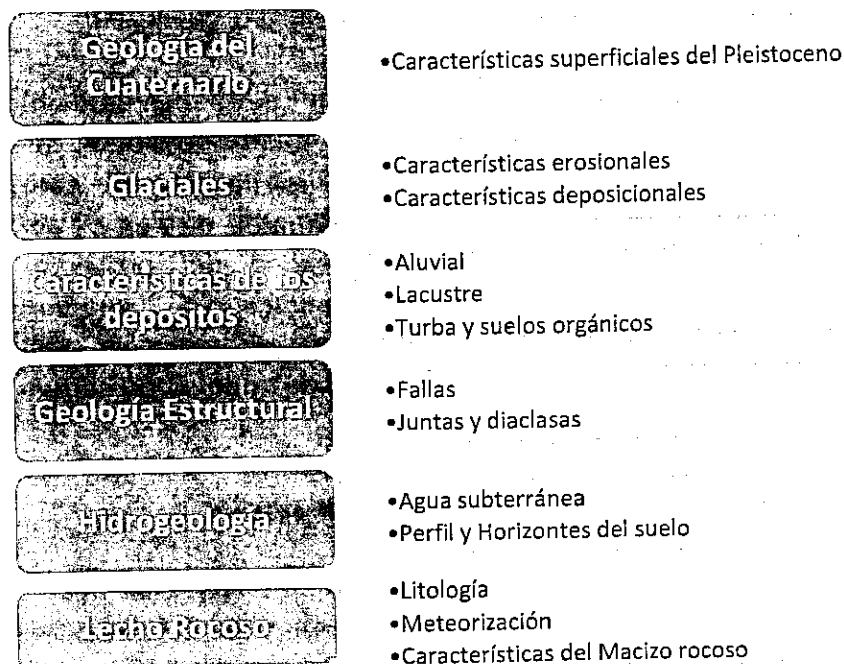 Geología del
Cuaternario
•Características superficiales del Pleistoceno
Glaciales
•Características erosionales
•Características deposicionales
Caracterisitcas de los
depositos
•Aluvial
•Lacustre
•Turba y suelos orgánicos
Geología Estructural
•Fallas
•Juntas y diaclasas
Hidrogeología
•Agua subterránea
•Perfil y Horizontes del suelo
Lecho Rocoso
•Litología
•Meteorización
•Características del Macizo rocoso